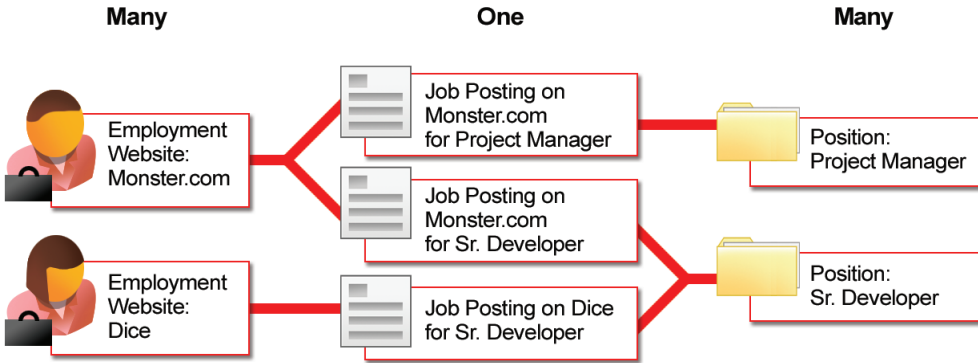 Many
One
Many
Employment
Website:
Monster.com
Job Posting on
Monster.com
for Project Manager
Position:
Project Manager
Job Posting on
Monster.com
for Sr. Developer
Employment
Website:
Dice
Job Posting on Dice
for Sr. Developer
Position:
Sr. Developer